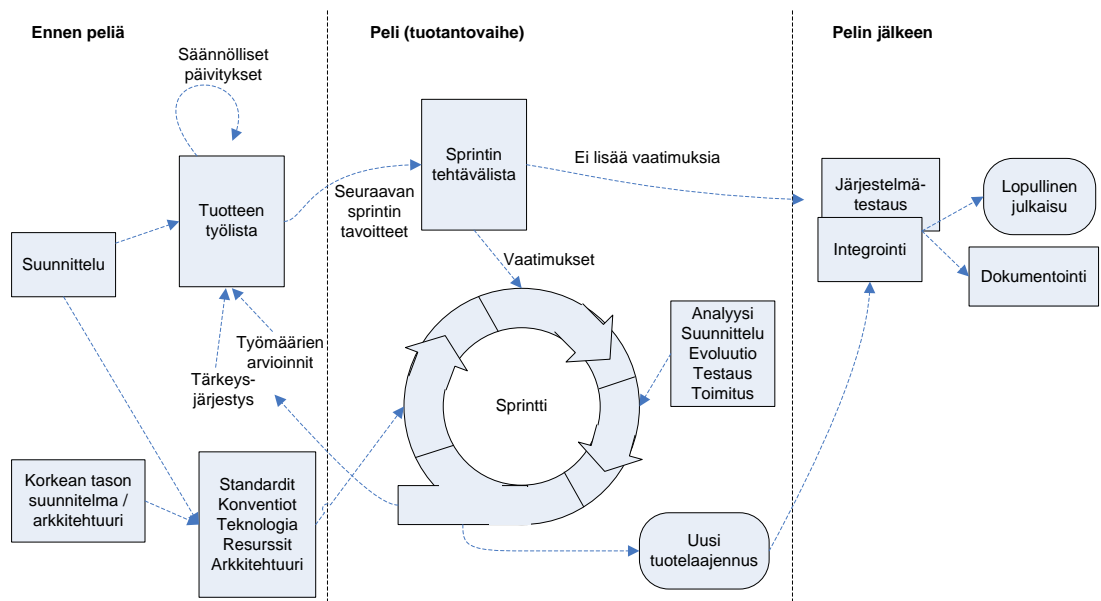 Ennen peliä
Peli (tuotantovaihe)
Pelin jälkeen
Säännölliset
päivitykset
Tuotteen
työlista
Suunnittelu
Seuraavan
sprintin
tavoitteet
Sprintin
tehtävälista
Ei lisää vaatimuksia
Järjestelmä-
testaus
Integrointi
Lopullinen
julkaisu
Dokumentointi
Vaatimukset
Analyysi
Suunnittelu
Evoluutio
Testaus
Toimitus
Sprintti
Työmäärien
arvioinnit
Tärkeys-
järjestys
Korkean tason
suunnitelma /
arkkitehtuuri
Standardit
Konventiot
Teknologia
Resurssit
Arkkitehtuuri
Uusi
tuotelaajennus